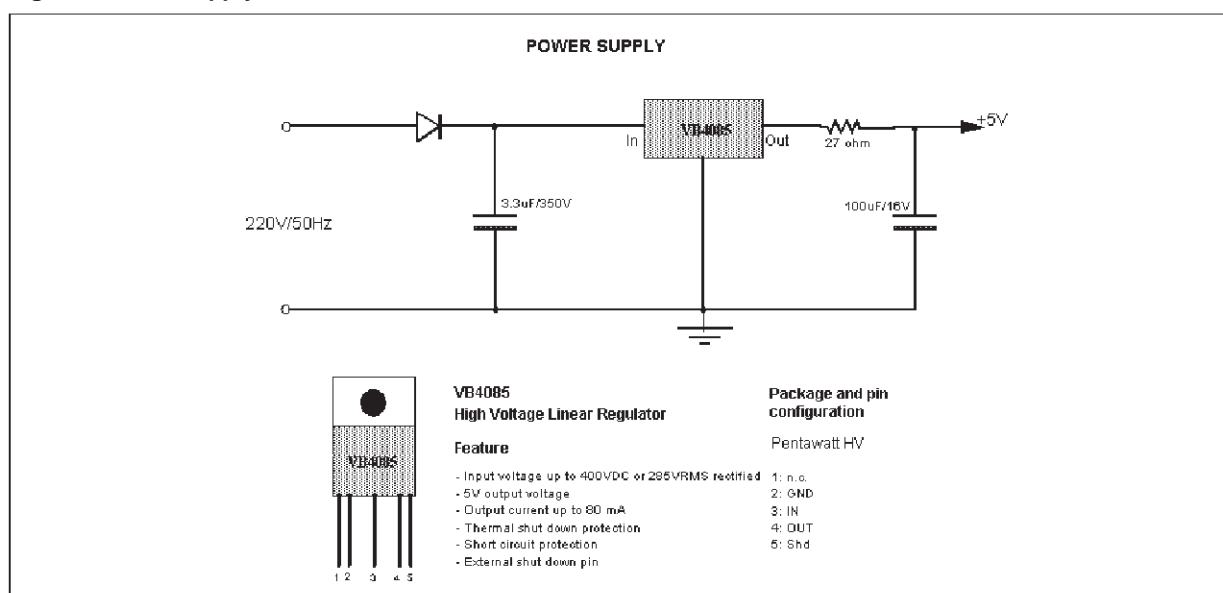 POWER SUPPLY
+5V
VB4085
In
Out
27 ohm
3.3uF/350V
100uF/16V
220V/50Hz
VB4085
High Voltage Linear Regulator
Package and pin
configuration
Feature
Pentawatt HV
VB4085
- Input voltage up to 400VDC or 285VRMS rectified
- 5V output voltage
- Output current up to 80 mA
- Thermal shut down protection
- Short circuit protection
- External shut down pin
1: n.c.
2: GND
3: IN
4: OUT
5: Shd
1 2 3 4 5